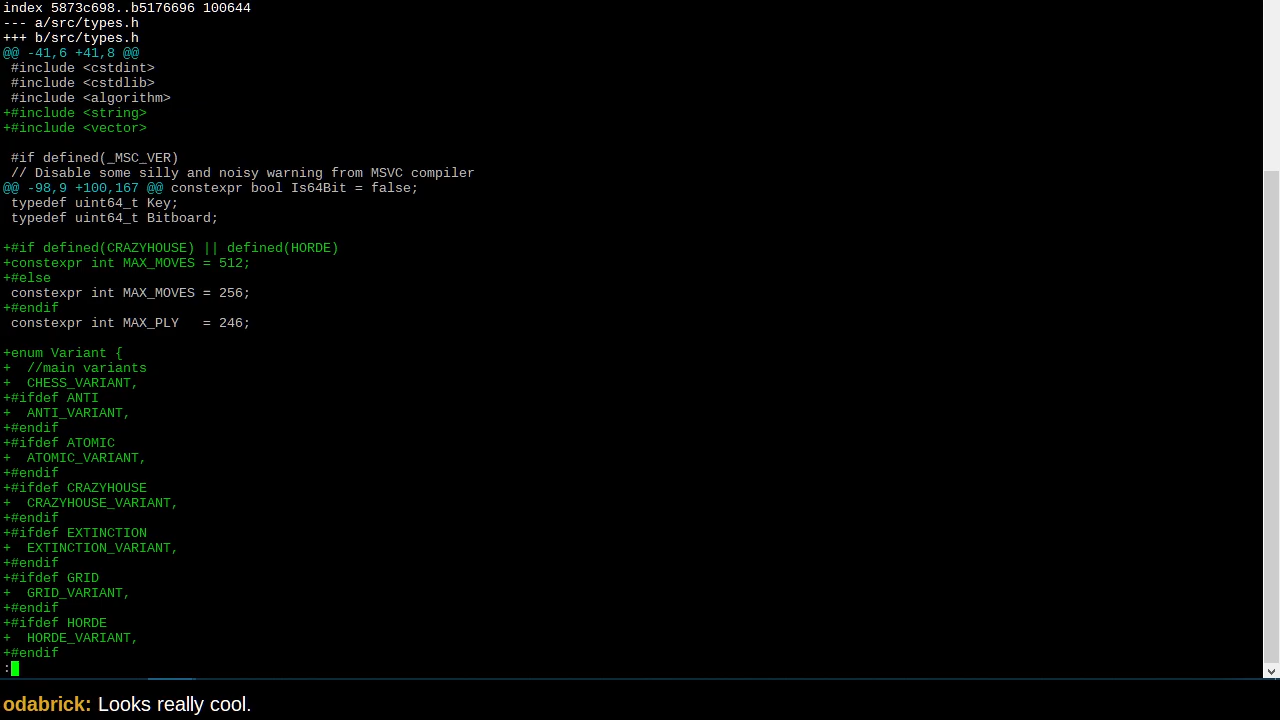 index 5873c698..b5176696 100644
--- a/src/types.h
+++ b/src/types.h
@@ -41,6 +41,8 @@
 #include <cstdint>
 #include <cstdlib>
 #include <algorithm>
+#include <string>
+#include <vector>

 #if defined(_MSC_VER)
 // Disable some silly and noisy warning from MSVC compiler
@@ -98,9 +100,167 @@ constexpr bool Is64Bit = false;
 typedef uint64_t Key;
 typedef uint64_t Bitboard;

+#if defined(CRAZYHOUSE) || defined(HORDE)
+constexpr int MAX_MOVES = 512;
+#else
 constexpr int MAX_MOVES = 256;
+#endif
 constexpr int MAX_PLY   = 246;

+enum Variant {
+  //main variants
+  CHESS_VARIANT,
+#ifdef ANTI
+  ANTI_VARIANT,
+#endif
+#ifdef ATOMIC
+  ATOMIC_VARIANT,
+#endif
+#ifdef CRAZYHOUSE
+  CRAZYHOUSE_VARIANT,
+#endif
+#ifdef EXTINCTION
+  EXTINCTION_VARIANT,
+#endif
+#ifdef GRID
+  GRID_VARIANT,
+#endif
+#ifdef HORDE
+  HORDE_VARIANT,
+#endif
:
odabrick: Looks really cool.